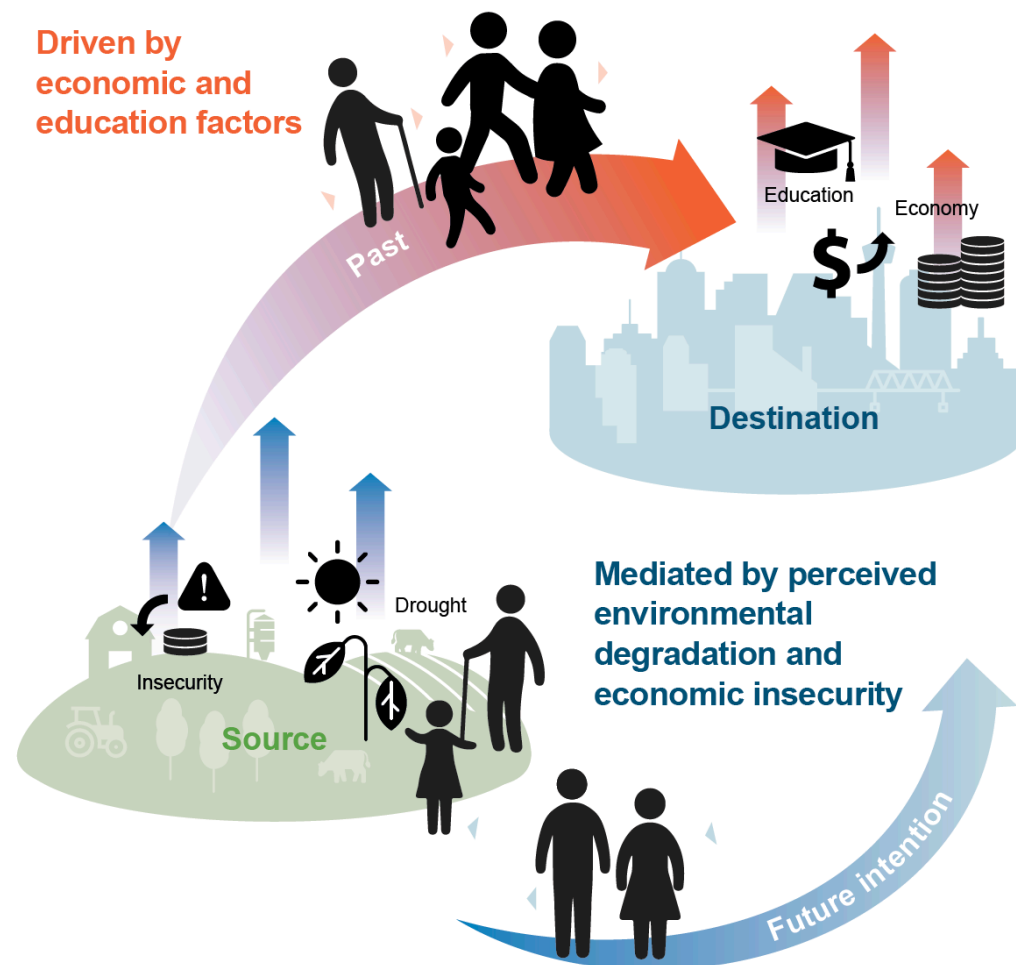 Driven by
economic and
education factors
Past
Education
Economy
$
Destination
!
Drought
Insecurity
Source
Mediated by perceived
environmental
degradation and
economic insecurity
Future intention